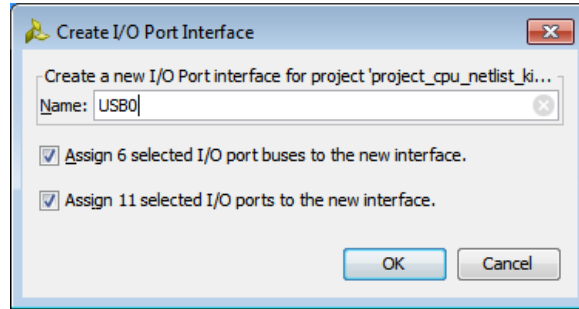 Create I/O Port Interface
Create a new I/O Port interface for project 'project_cpu_netlist_ki...
Name: USB0
Assign 6 selected I/O port buses to the new interface.
Assign 11 selected I/O ports to the new interface.
OK Cancel